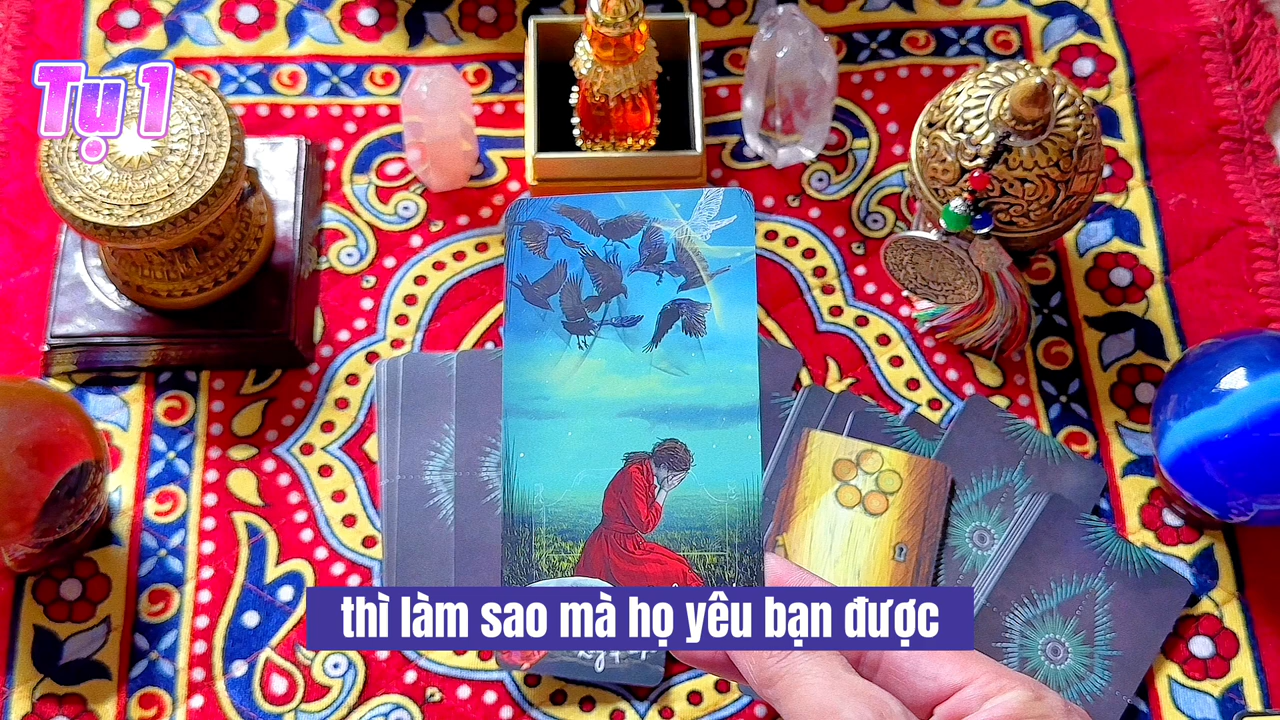 Tụ 1
thì làm sao mà họ yêu bạn được